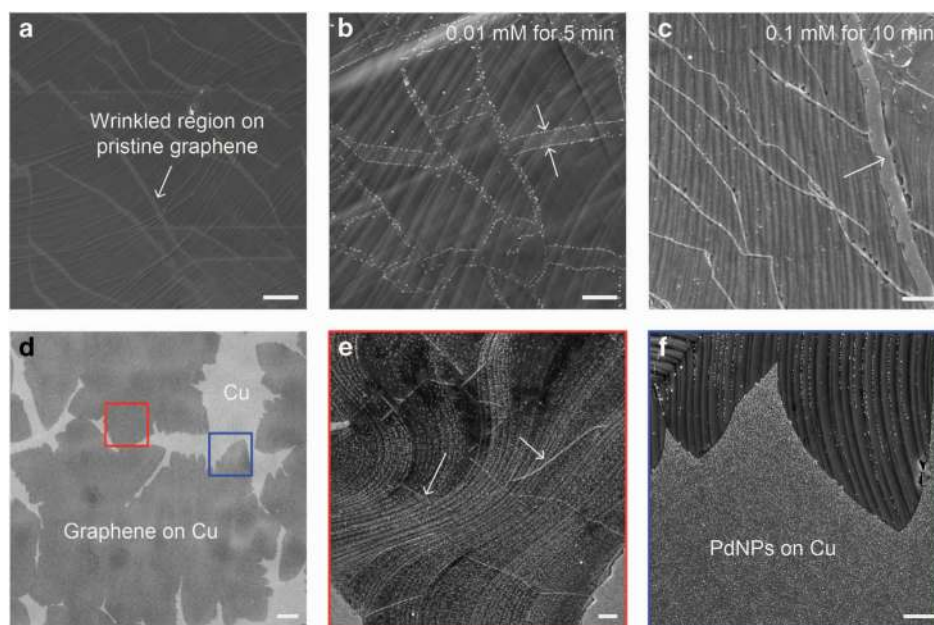 a
Wrinkled region on
pristine graphene
b
0.01 mM for 5 min
c
0.1 mM for 10 min
d
Cu
Graphene on Cu
e
f
PdNPs on Cu